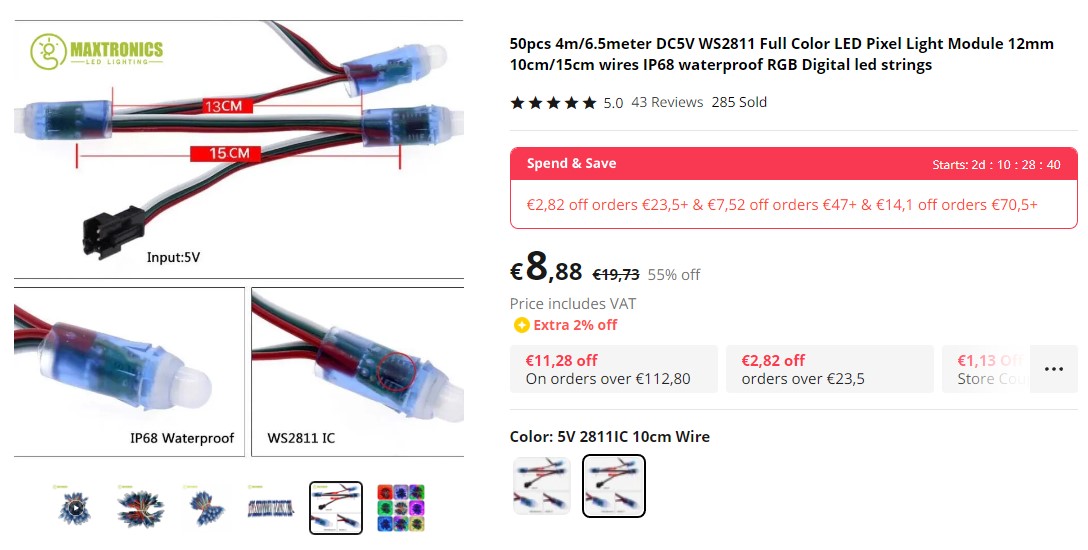 MAXTRONICS
LED LIGHTING
13CM
15 CM
Input:5V
IP68 Waterproof
WS2811 IC
50pcs 4m/6.5meter DC5V WS2811 Full Color LED Pixel Light Module 12mm
10cm/15cm wires IP68 waterproof RGB Digital led strings
5.0 43 Reviews 285 Sold
Spend & Save Starts: 2d : 10 : 28 : 40
€2,82 off orders €23,5+ & €7,52 off orders €47+ & €14,1 off orders €70,5+
€8,88 €19,73 55% off
Price includes VAT
Extra 2% off
€11,28 off
On orders over €112,80
€2,82 off
orders over €23,5
€1,13 Off
Store Cou
...
Color: 5V 2811IC 10cm Wire